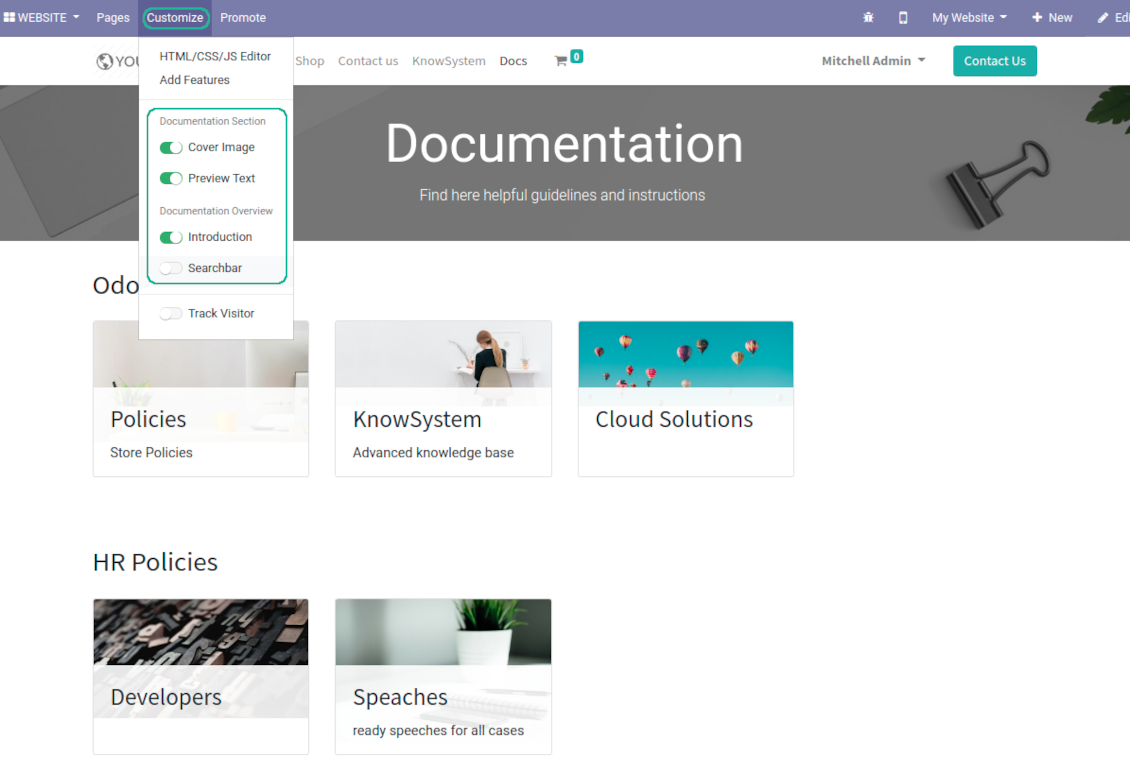 WEBSITE Pages Customize Promote My Website New Edi
YOU Shop Contact us KnowSystem Docs 0 Mitchell Admin Contact Us
HTML/CSS/JS Editor
Add Features
Documentation Section
Cover Image
Preview Text
Documentation Overview
Introduction
Searchbar
Track Visitor
Documentation
Find here helpful guidelines and instructions
Odo
Policies
Store Policies
KnowSystem
Advanced knowledge base
Cloud Solutions
HR Policies
Developers
Speaches
ready speeches for all cases